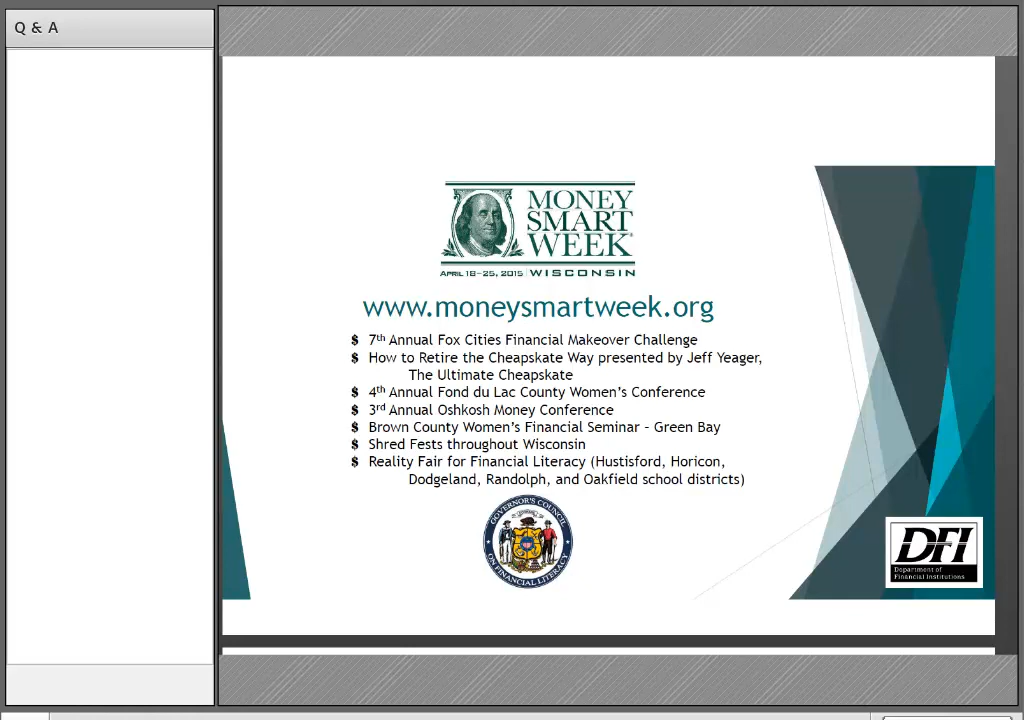 Q & A
MONEY
SMART
WEEK®
APRIL 18-25, 2015 | WISCONSIN
www.moneysmartweek.org
$ 7th Annual Fox Cities Financial Makeover Challenge
$ How to Retire the Cheapskate Way presented by Jeff Yeager,
The Ultimate Cheapskate
$ 4th Annual Fond du Lac County Women's Conference
$ 3rd Annual Oshkosh Money Conference
$ Brown County Women's Financial Seminar – Green Bay
$ Shred Fests throughout Wisconsin
$ Reality Fair for Financial Literacy (Hustisford, Horicon,
Dodgeland, Randolph, and Oakfield school districts)
GOVERNOR'S COUNCIL
ON FINANCIAL LITERACY
DFI
Department of
Financial Institutions